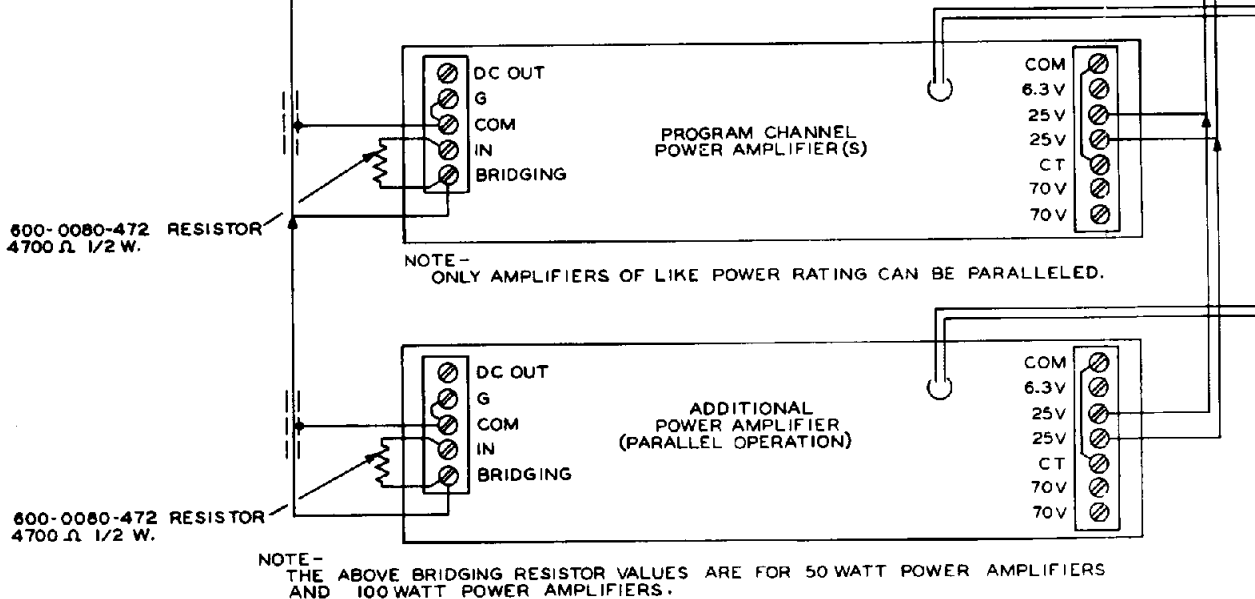 DC OUT
G
COM
IN
BRIDGING
PROGRAM CHANNEL
POWER AMPLIFIER(S)
COM
6.3V
25V
25V
CT
70V
70V
600-0080-472 RESISTOR
4700 Ω 1/2 W.
NOTE-
ONLY AMPLIFIERS OF LIKE POWER RATING CAN BE PARALLELED.
DC OUT
G
COM
IN
BRIDGING
ADDITIONAL
POWER AMPLIFIER
(PARALLEL OPERATION)
COM
6.3V
25V
25V
CT
70V
70V
600-0080-472 RESISTOR
4700 Ω 1/2 W.
NOTE-
THE ABOVE BRIDGING RESISTOR VALUES ARE FOR 50 WATT POWER AMPLIFIERS
AND 100 WATT POWER AMPLIFIERS.